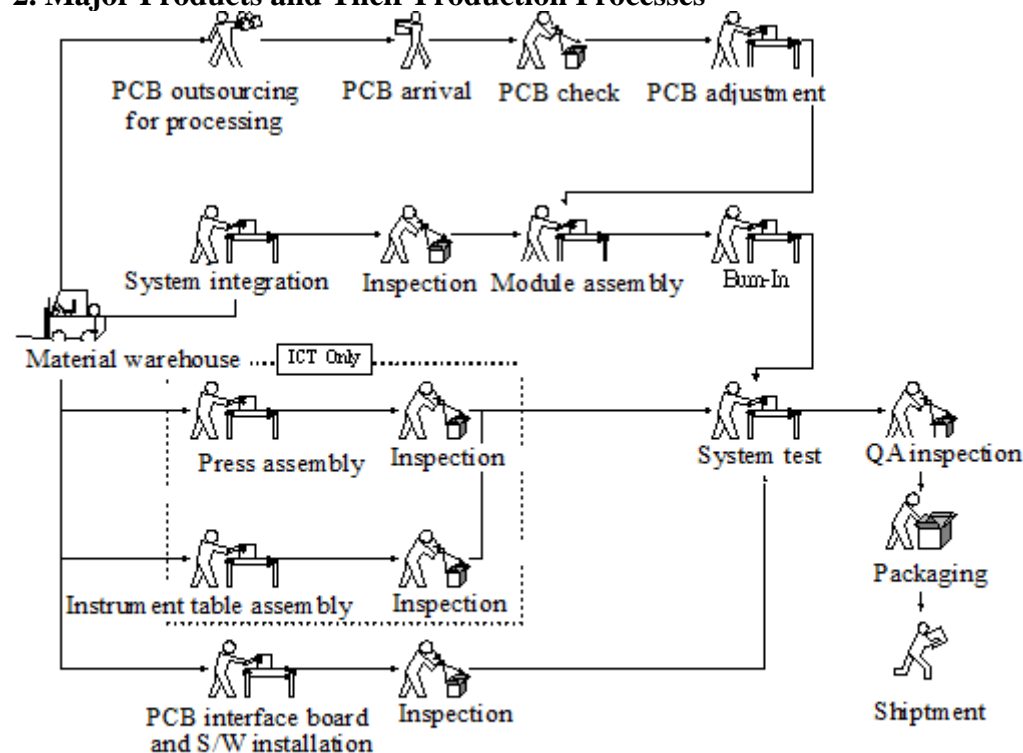 2. Major Products and Their Production Processes
PCB outsourcing
for processing
PCB arrival
PCB check
PCB adjustment
System integration
Inspection
Module assembly
Bum-In
Material warehouse
ICT Only
Press assembly
Inspection
System test
QA inspection
Instrument table assembly
Inspection
Packaging
PCB interface board
and S/W installation
Inspection
Shiptment